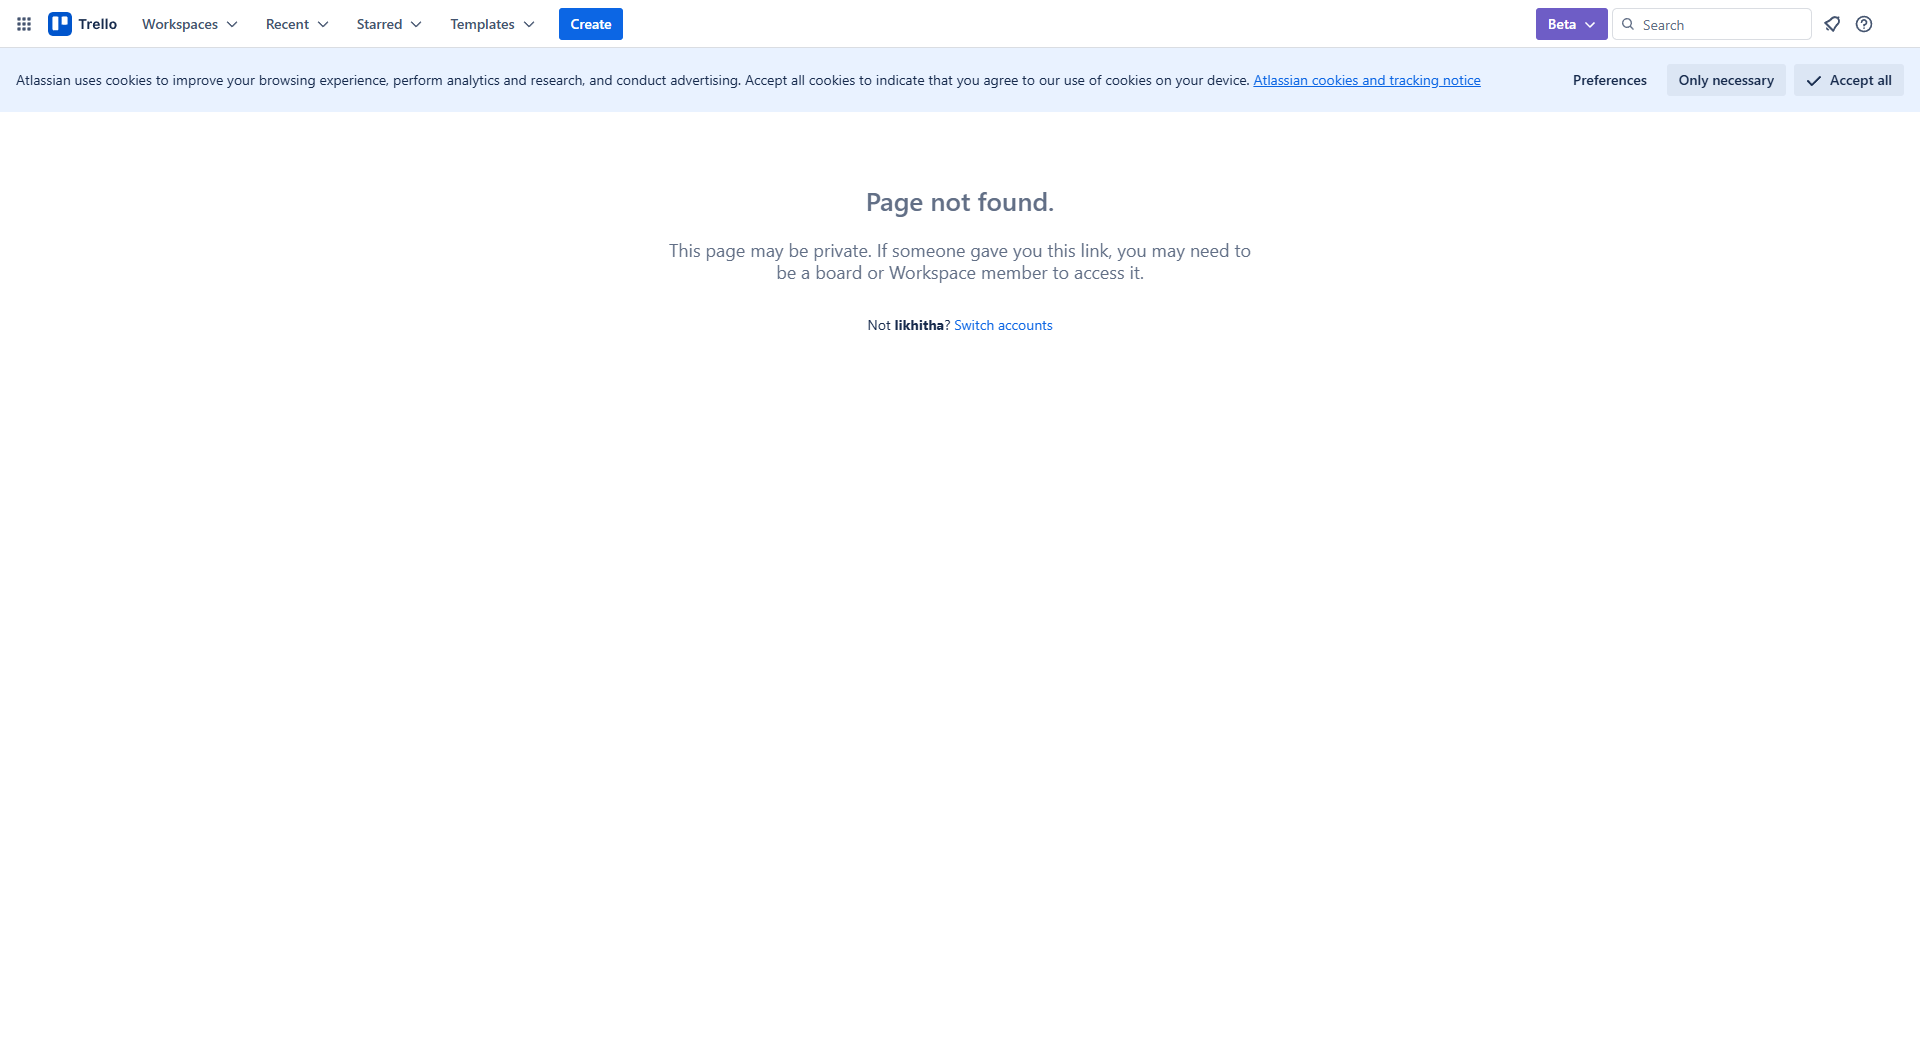 Trello Workspaces Recent Starred Templates Create Beta Search
Atlassian uses cookies to improve your browsing experience, perform analytics and research, and conduct advertising. Accept all cookies to indicate that you agree to our use of cookies on your device. Atlassian cookies and tracking notice Preferences Only necessary Accept all
Page not found.
This page may be private. If someone gave you this link, you may need to
be a board or Workspace member to access it.
Not likhitha? Switch accounts